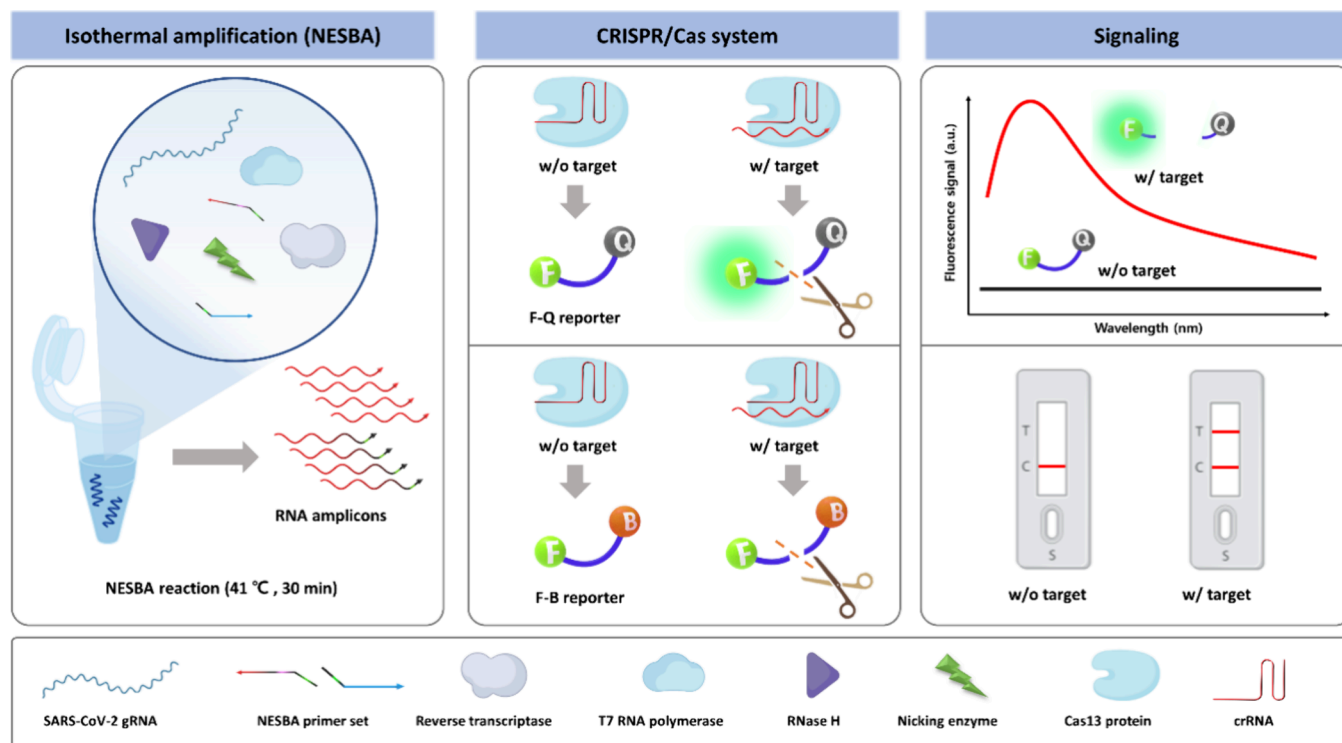 Isothermal amplification (NESBA)
RNA amplicons
NESBA reaction (41 ℃ , 30 min)
CRISPR/Cas system
w/o target
w/ target
F
Q
F
Q
F-Q reporter
w/o target
w/ target
F
B
F
B
F-B reporter
Signaling
Fluorescence signal (a.u.)
F
Q
w/ target
F
Q
w/o target
Wavelength (nm)
T
C
S
w/o target
T
C
S
w/ target
SARS-CoV-2 gRNA
NESBA primer set
Reverse transcriptase
T7 RNA polymerase
RNase H
Nicking enzyme
Cas13 protein
crRNA